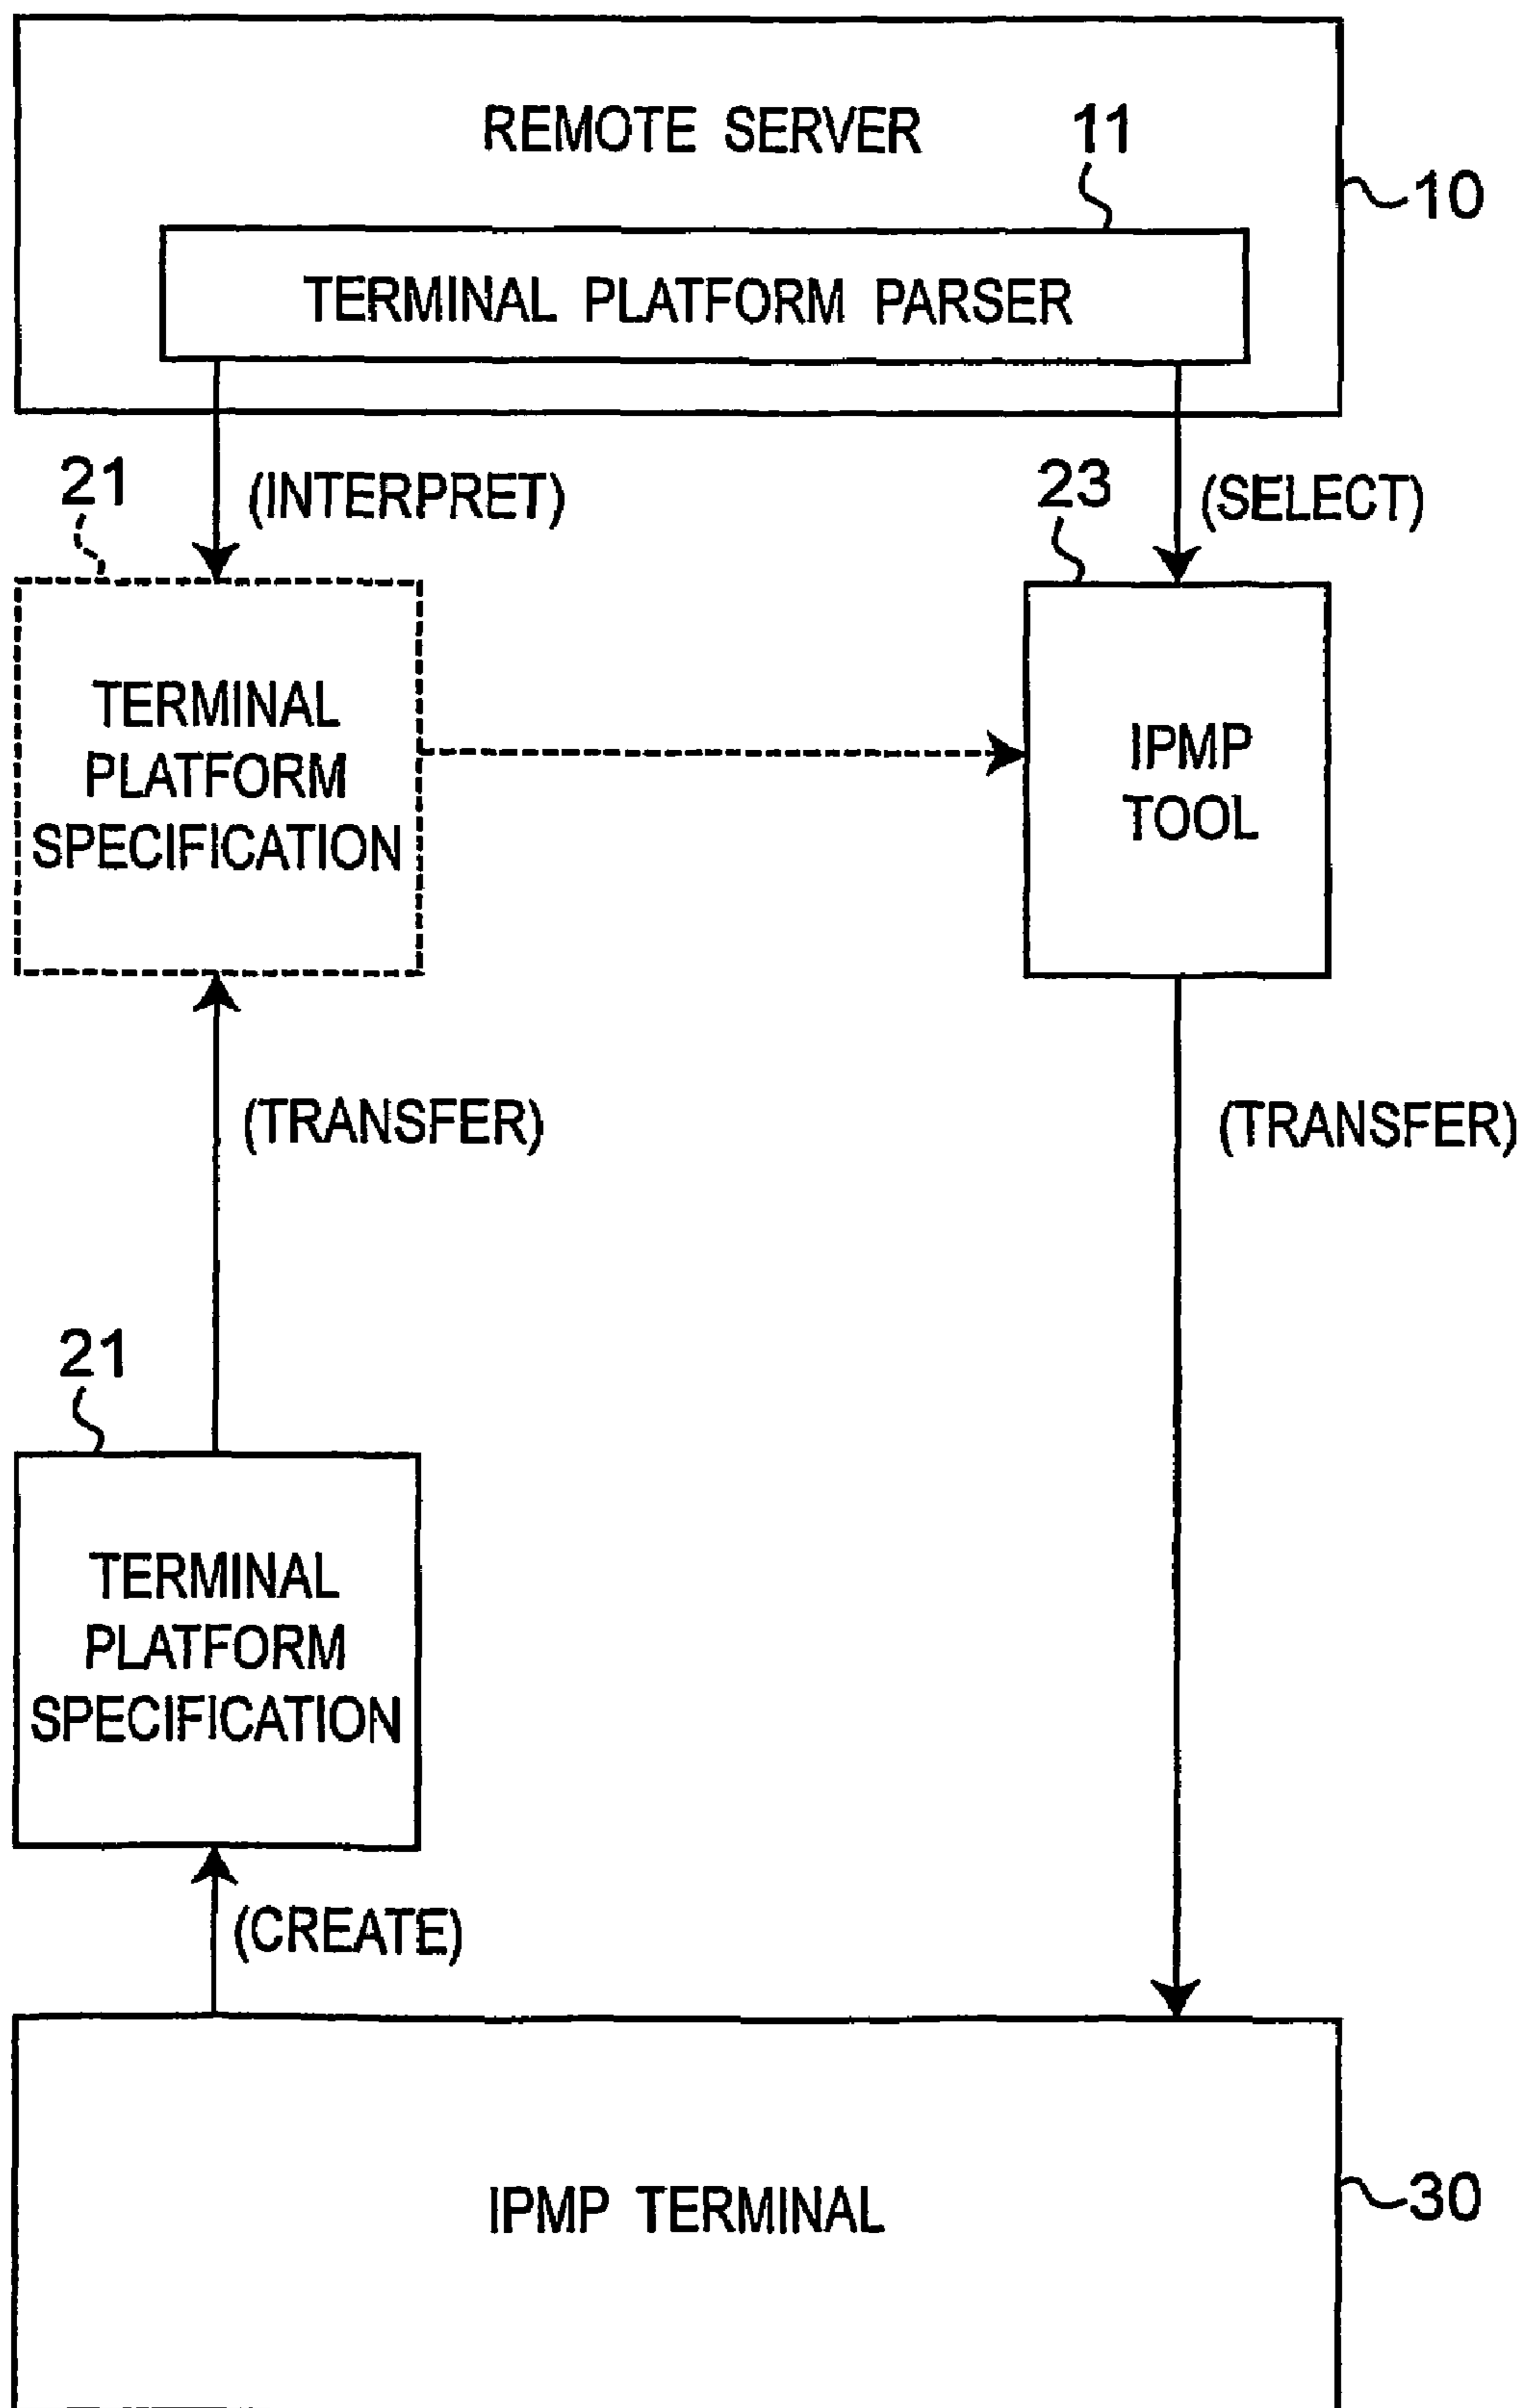 REMOTE SERVER
11
10
TERMINAL PLATFORM PARSER
21
(INTERPRET)
23
(SELECT)
TERMINAL
PLATFORM
SPECIFICATION
IPMP
TOOL
(TRANSFER)
(TRANSFER)
21
TERMINAL
PLATFORM
SPECIFICATION
(CREATE)
IPMP TERMINAL
30